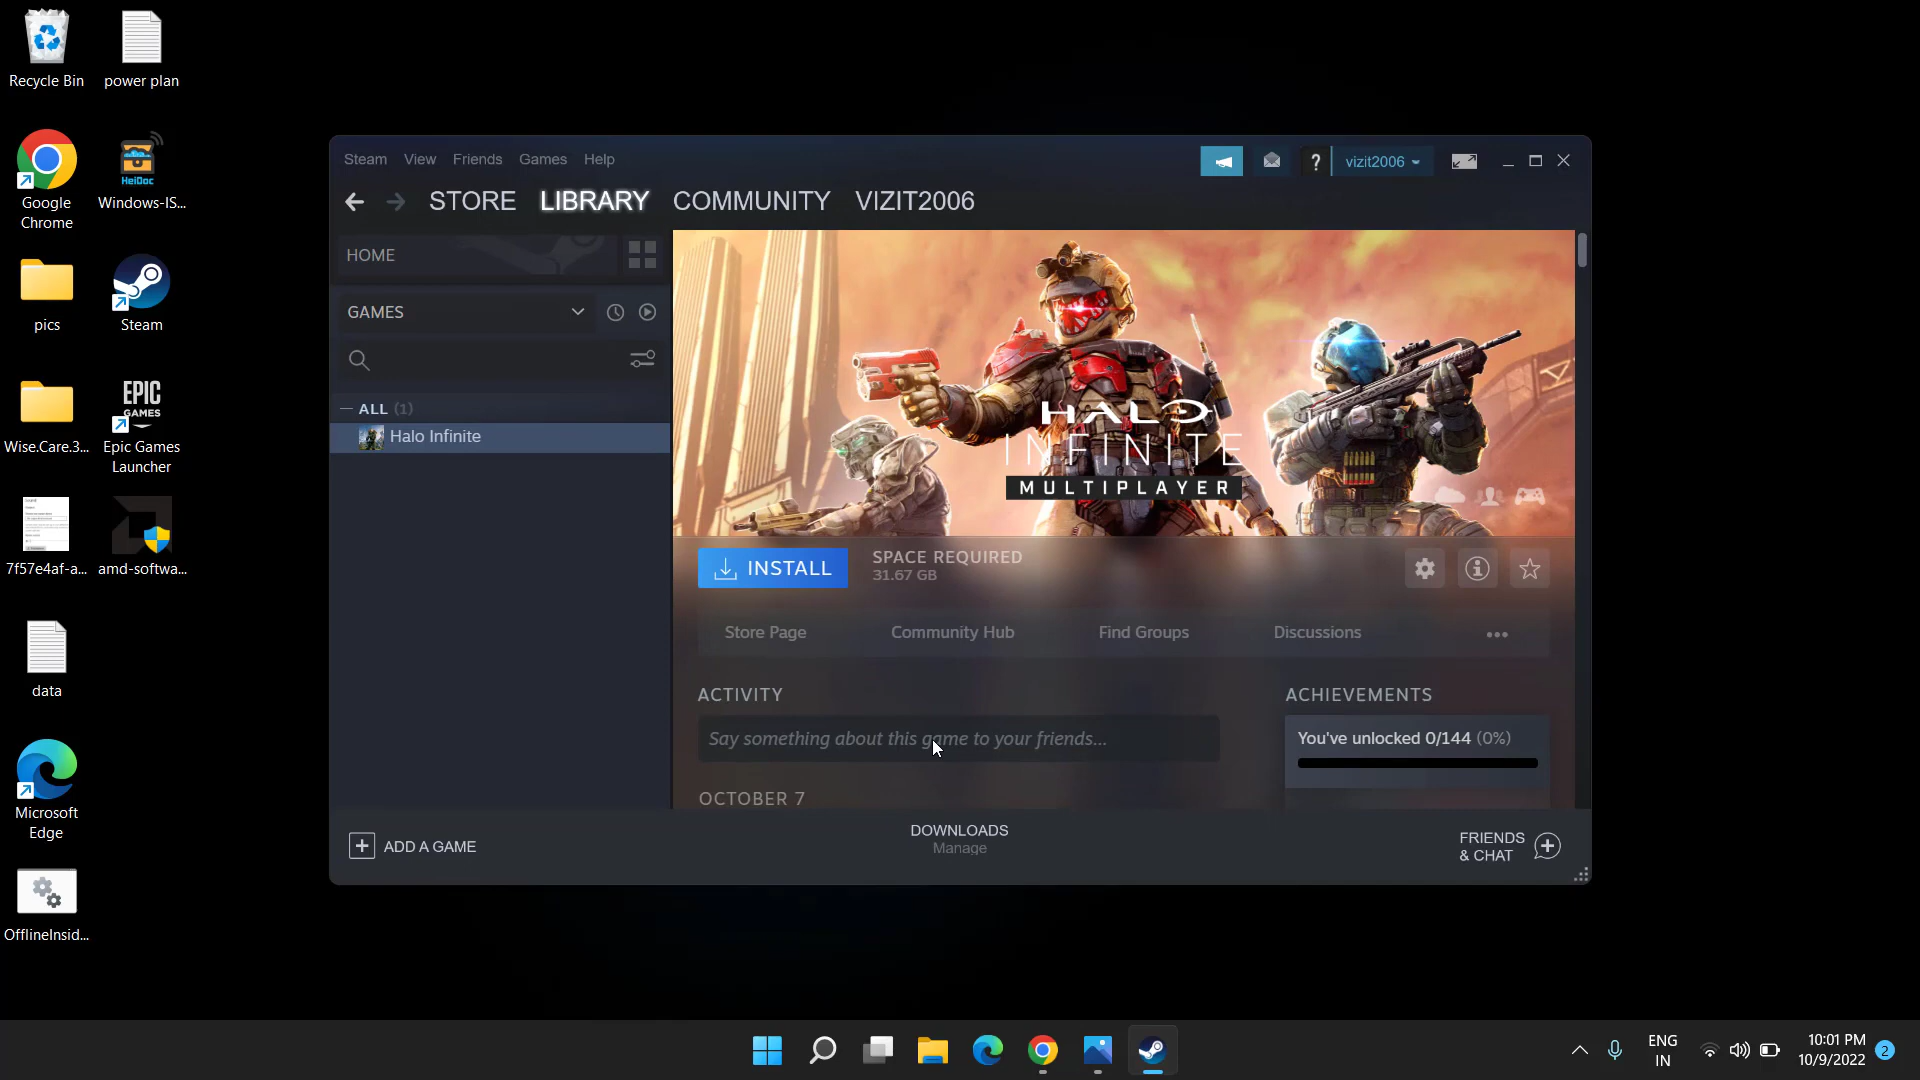 Recycle Bin
power plan
Google
Chrome
Windows-IS...
pics
Steam
Wise.Care.3...
EPIC
GAMES
Epic Games
Launcher
7f57e4af-a...
amd-softwa...
data
Microsoft
Edge
OfflineInsid...
HeiDoc
Steam View Friends Games Help
vizit2006
STORE LIBRARY COMMUNITY VIZIT2006
HOME
GAMES
ALL (1)
Halo Infinite
HALO
INFINITE
MULTIPLAYER
INSTALL
SPACE REQUIRED
31.67 GB
Store Page Community Hub Find Groups Discussions
ACTIVITY
Say something about this game to your friends...
OCTOBER 7
ACHIEVEMENTS
You've unlocked 0/144 (0%)
ADD A GAME
DOWNLOADS
Manage
FRIENDS
& CHAT
ENG
IN
10:01 PM
10/9/2022
2